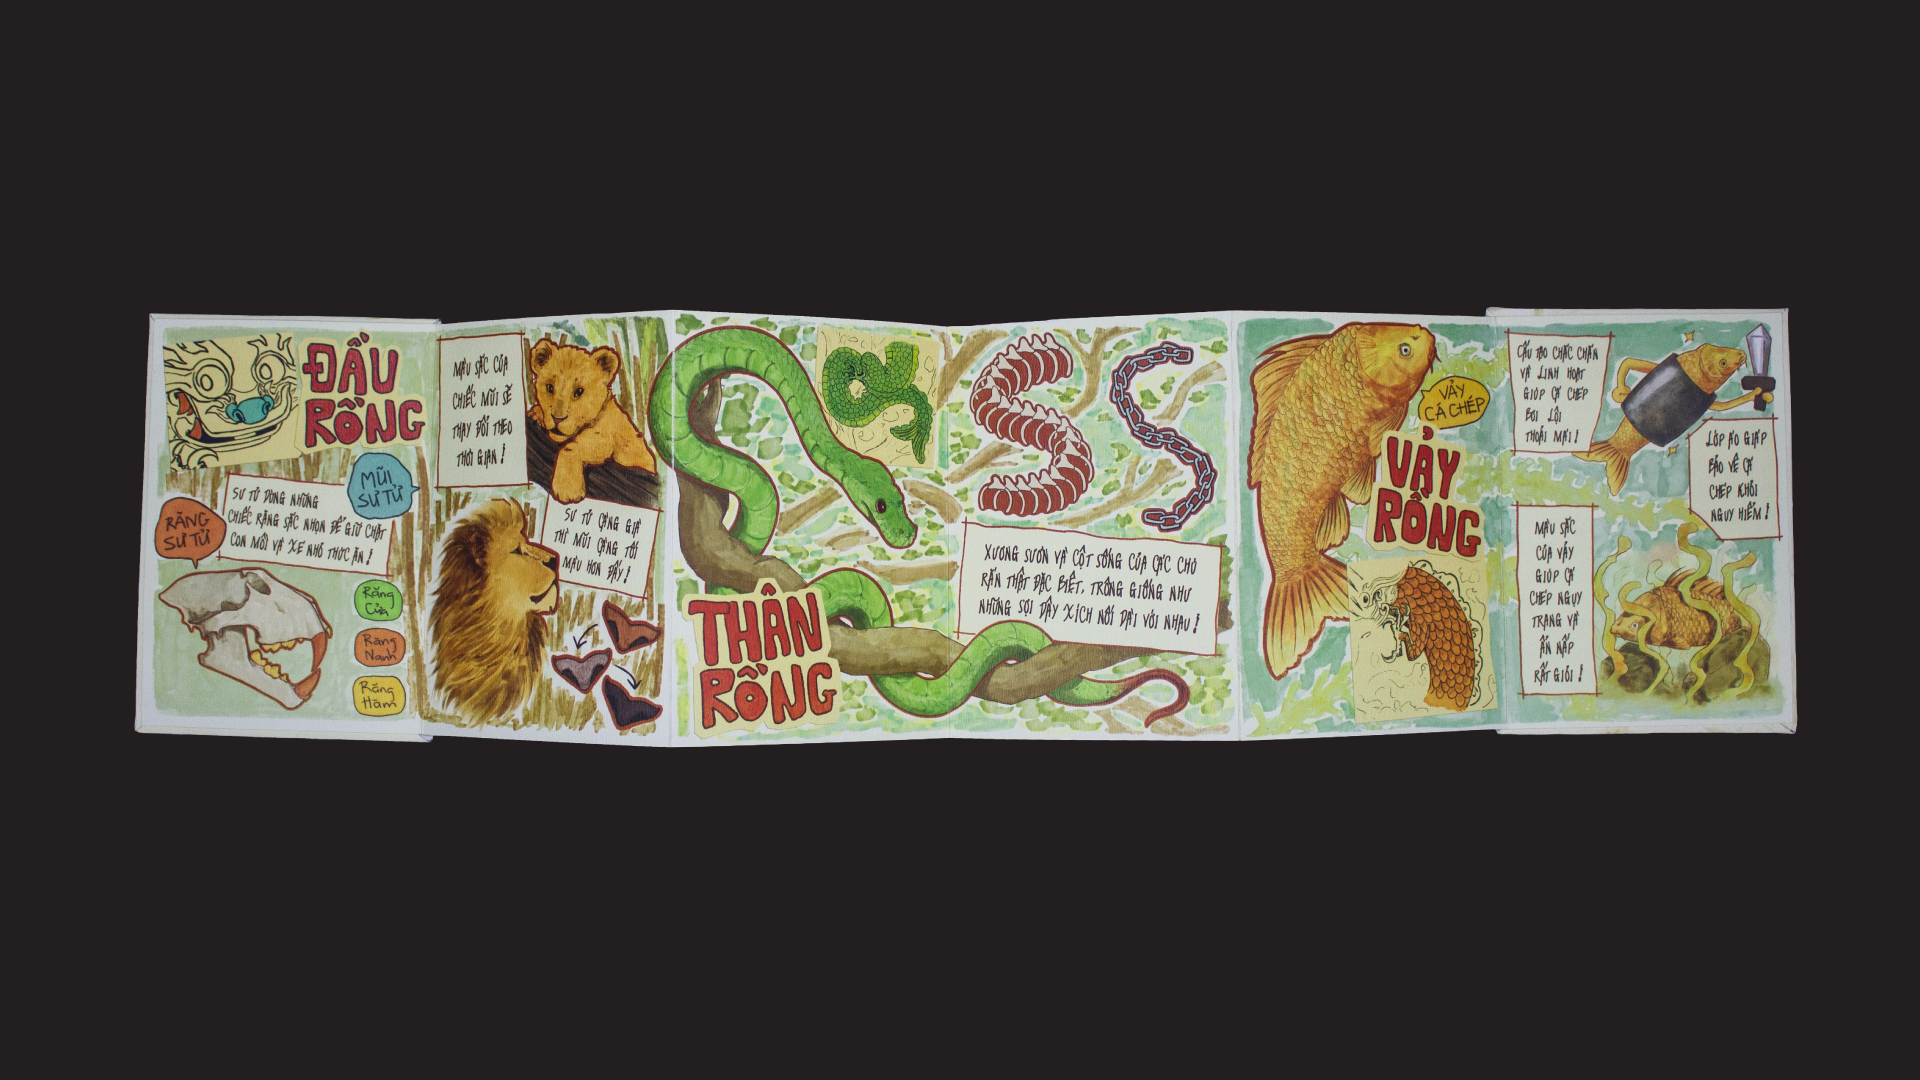 ĐẦU
RỒNG
MŨI
SƯ TỬ
RĂNG
SƯ TỬ
SƯ TỬ DÙNG NHỮNG
CHIẾC RĂNG SẮC NHỌN ĐỂ GIỮ CHẶT
CON MỒI VÀ XÉ NHỎ THỨC ĂN!
Răng
Cửa
Răng
Nanh
Răng
Hàm
MÀU SẮC CỦA
CHIẾC MŨI SẼ
THAY ĐỔI THEO
THỜI GIAN!
SƯ TỬ CÀNG GIÀ
THÌ MŨI CÀNG TỐI
MÀU HƠN ĐẤY!
THÂN
RỒNG
XƯƠNG SƯỜN VÀ CỘT SỐNG CỦA CÁC CHÚ
RẮN THẬT ĐẶC BIỆT, TRÔNG GIỐNG NHƯ
NHỮNG SỢI DÂY XÍCH NỐI DÀI VỚI NHAU!
VẢY
CÁ CHÉP
VẢY
RỒNG
CẤU TẠO CHẮC CHẮN
VÀ LINH HOẠT
GIÚP CÁ CHÉP
BƠI LỘI
THOẢI MÁI!
LỚP ÁO GIÁP
BẢO VỆ CÁ
CHÉP KHỎI
NGUY HIỂM!
MÀU SẮC
CỦA VẢY
GIÚP CÁ
CHÉP NGỤY
TRANG VÀ
ẨN NẤP
RẤT GIỎI!